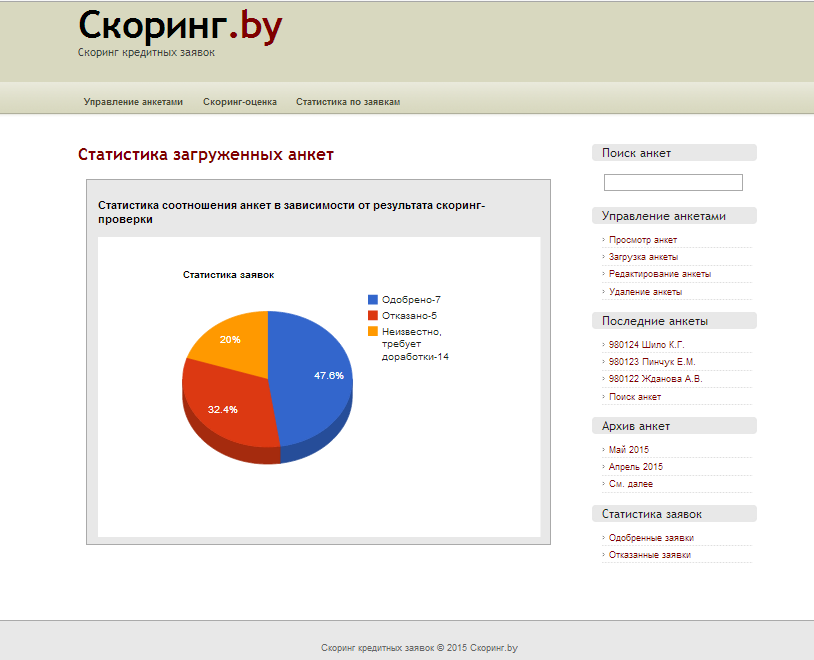 Скоринг.by
Скоринг кредитных заявок
Управление анкетами Скоринг-оценка Статистика по заявкам
Статистика загруженных анкет
Статистика соотношения анкет в зависимости от результата скоринг-
проверки
Статистика заявок
Одобрено-7
Отказано-5
Неизвестно,
требует
доработки-14
20%
47.6%
32.4%
Поиск анкет
Управление анкетами
Просмотр анкет
Загрузка анкеты
Редактирование анкеты
Удаление анкеты
Последние анкеты
980124 Шило К.Г.
980123 Пинчук Е.М.
980122 Жданова А.В.
Поиск анкет
Архив анкет
Май 2015
Апрель 2015
См. далее
Статистика заявок
Одобренные заявки
Отказанные заявки
Скоринг кредитных заявок © 2015 Скоринг.by